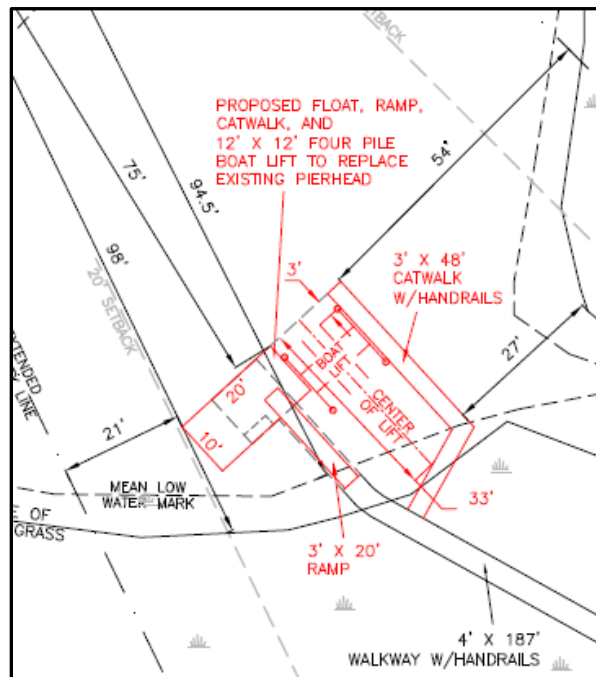 SETBACK
PROPOSED FLOAT, RAMP,
CATWALK, AND
12' X 12' FOUR PILE
BOAT LIFT TO REPLACE
EXISTING PIERHEAD
54'
75'
94.5'
98'
20' SETBACK
3'
3' X 48'
CATWALK
W/HANDRAILS
27'
BOAT
LIFT
CENTER
OF LIFT
20'
10'
21'
EXTENDED
LINE
MEAN LOW
WATER MARK
E OF
GRASS
33'
3' X 20'
RAMP
4' X 187'
WALKWAY W/HANDRAILS